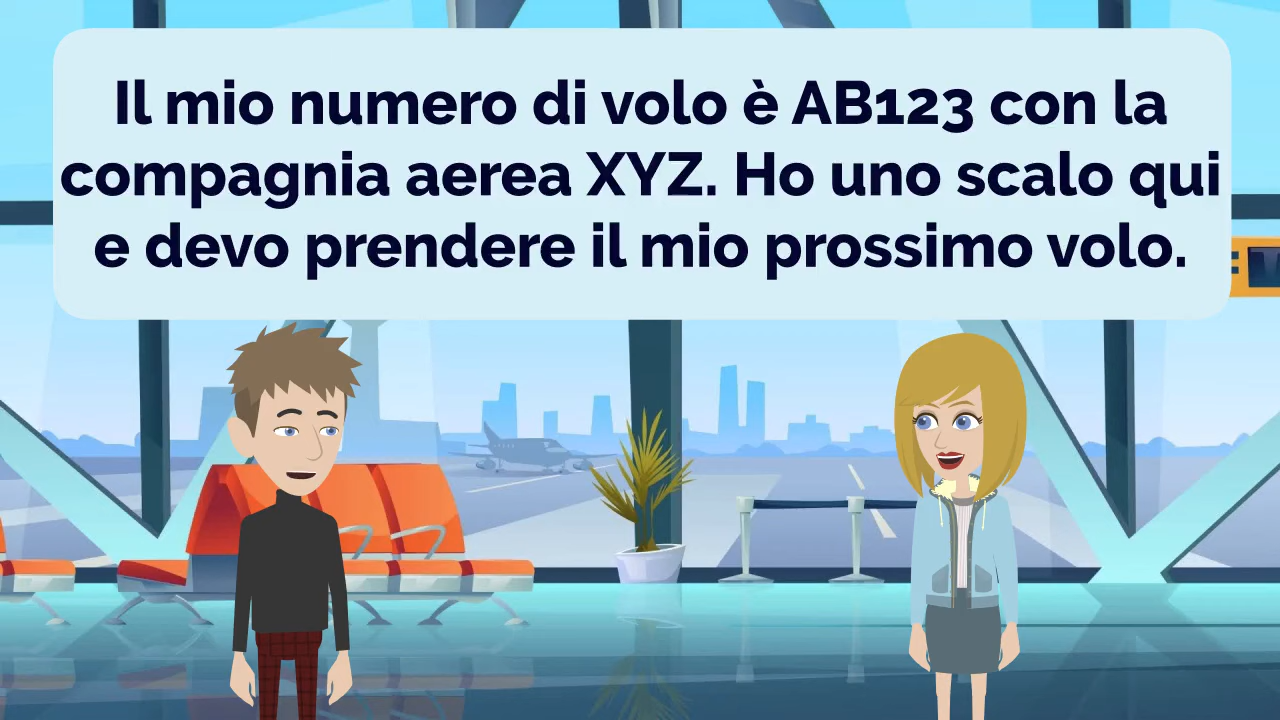 Il mio numero di volo è AB123 con la
compagnia aerea XYZ. Ho uno scalo qui
e devo prendere il mio prossimo volo.